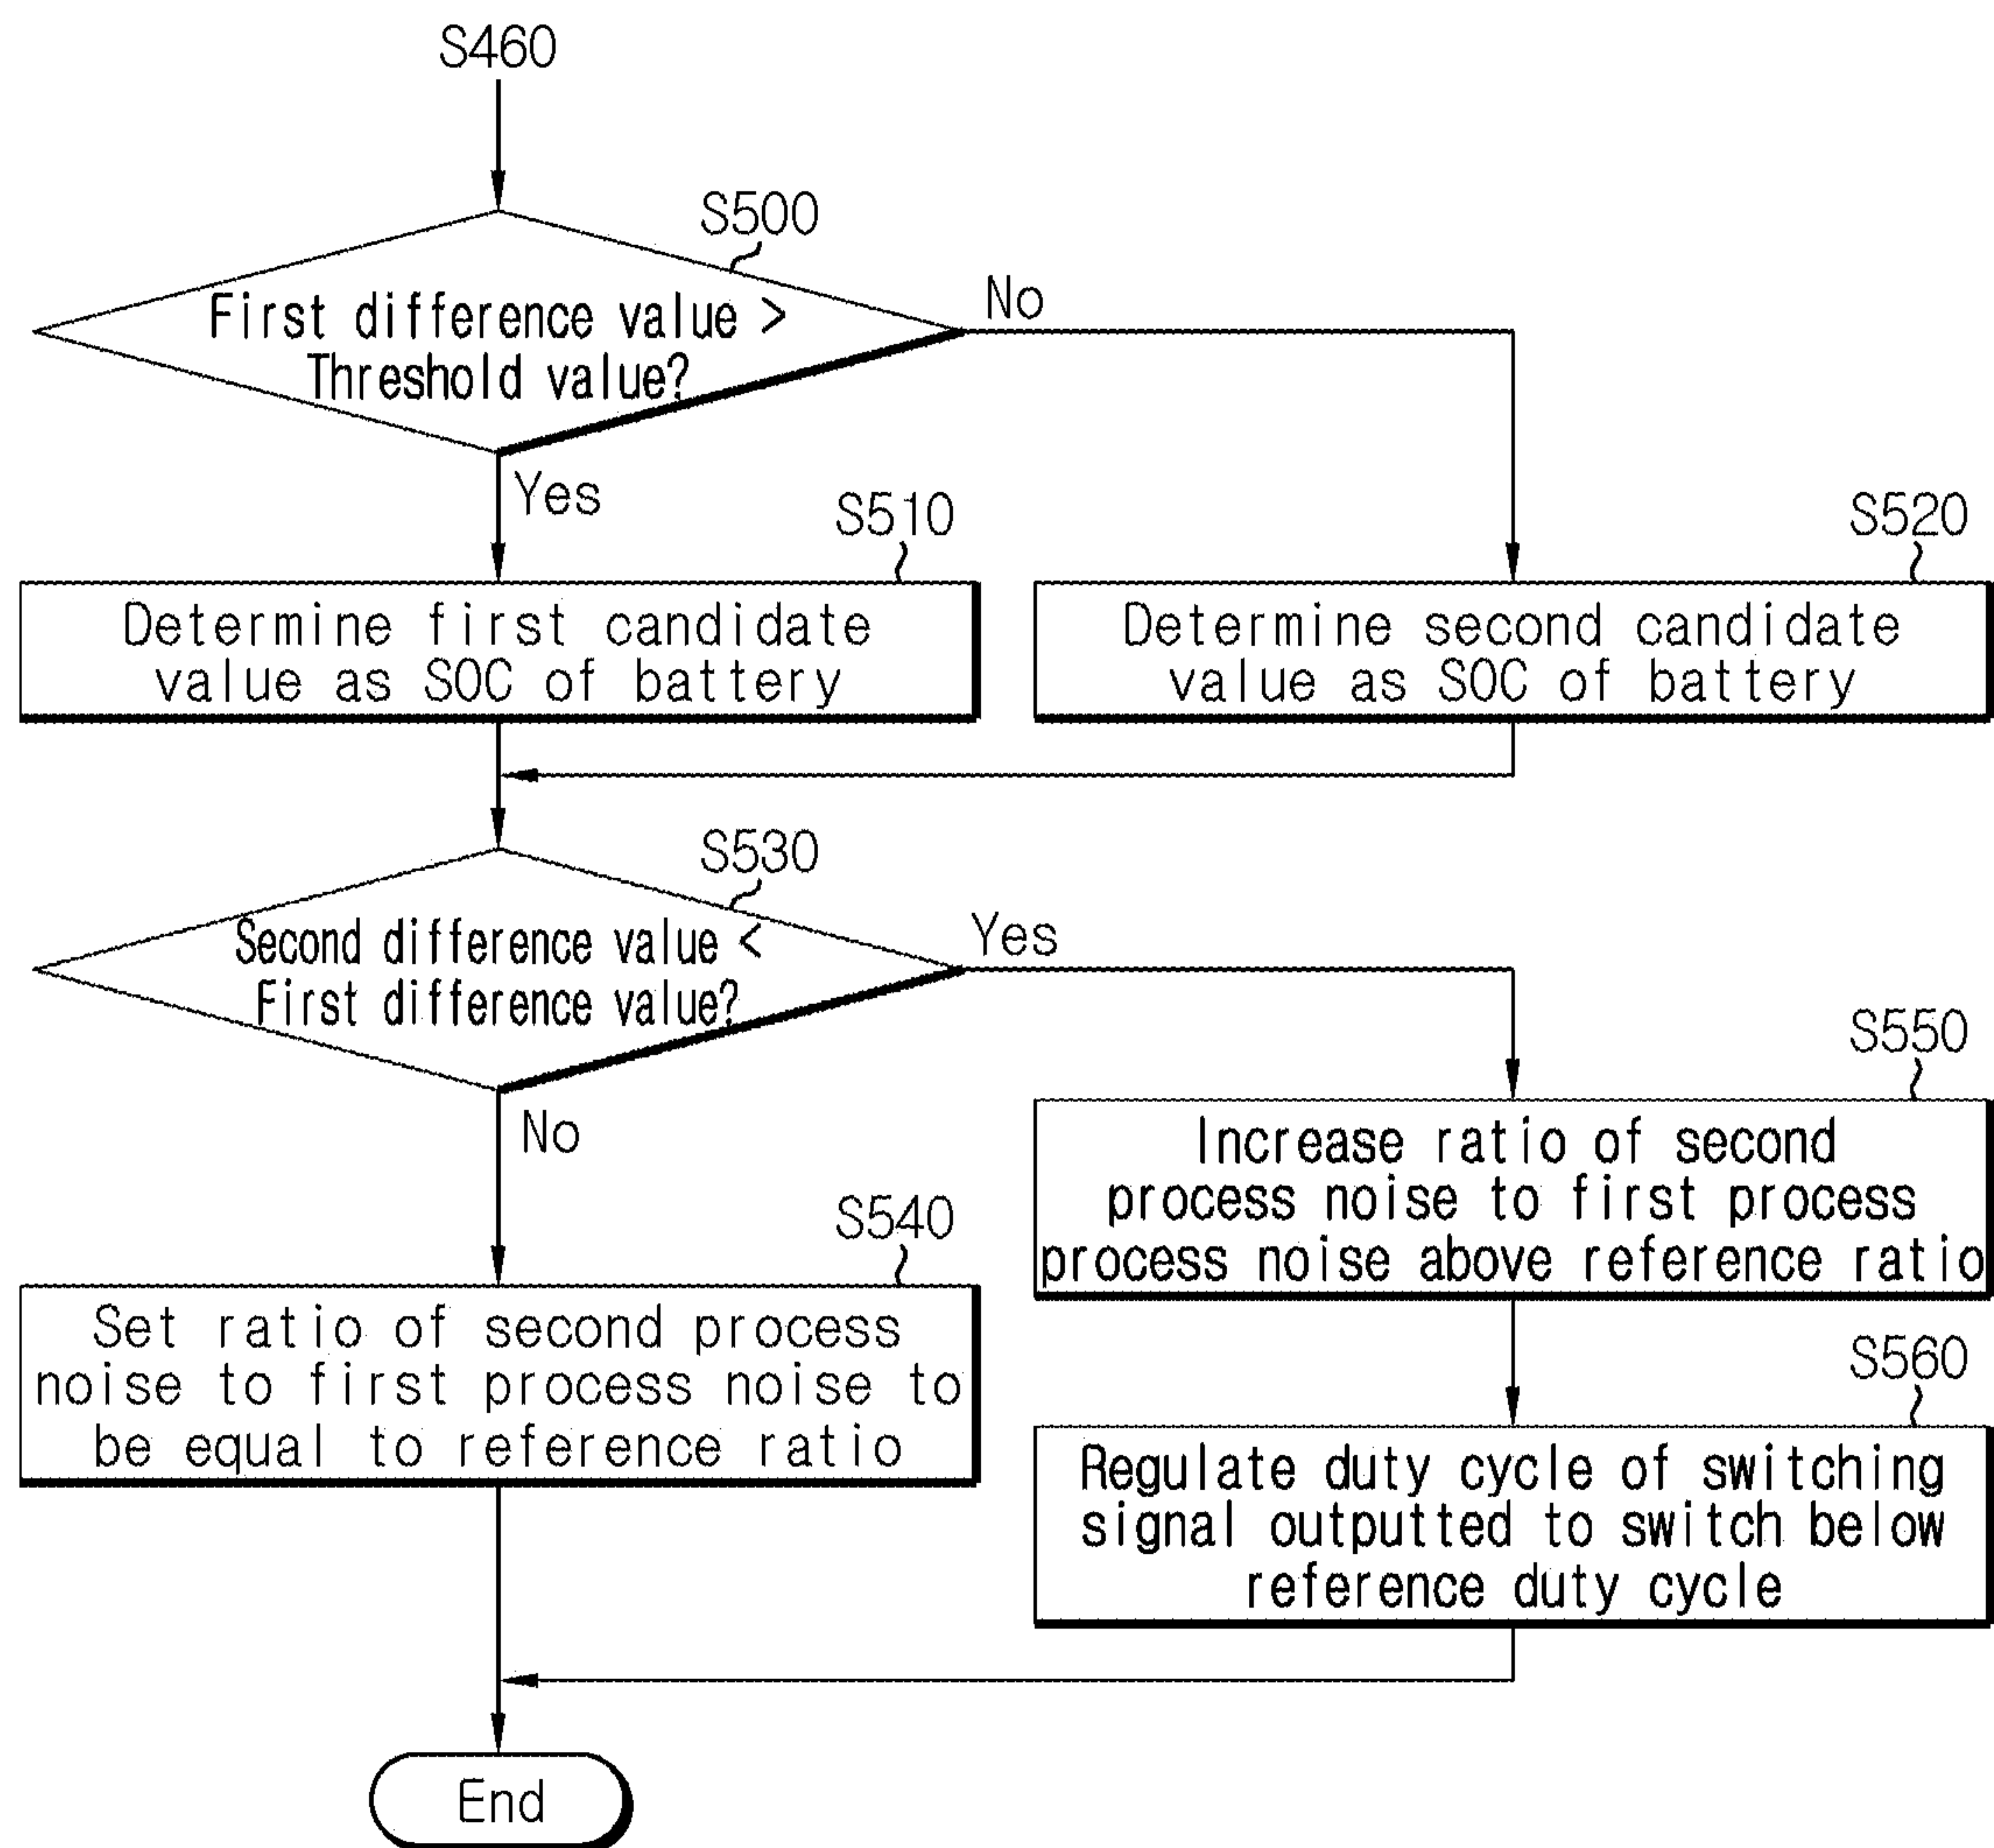 S460
S500
First difference value >
Threshold value?
No
Yes
S510
Determine first candidate
value as SOC of battery
S520
Determine second candidate
value as SOC of battery
S530
Second difference value <
First difference value?
Yes
No
S550
Increase ratio of second
process noise to first process
process noise above reference ratio
S540
Set ratio of second process
noise to first process noise to
be equal to reference ratio
S560
Regulate duty cycle of switching
signal outputted to switch below
reference duty cycle
End